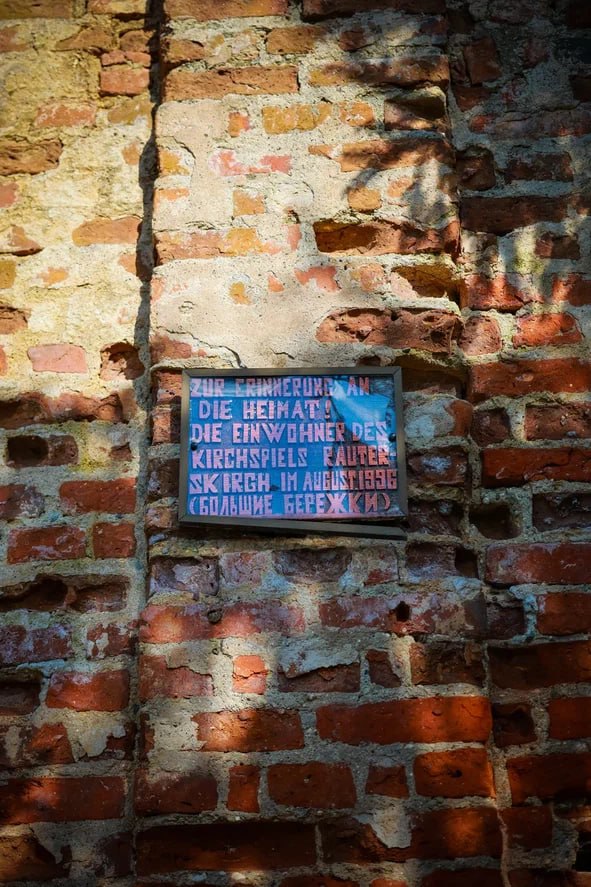 ZUR ERINNERUNG AN
DIE HEIMAT!
DIE EINWOHNER DES
KIRCHSPIELS RAUTER
SKIRCH IM AUGUST.1996
(БОЛЬШИЕ БЕРЕЖКИ)